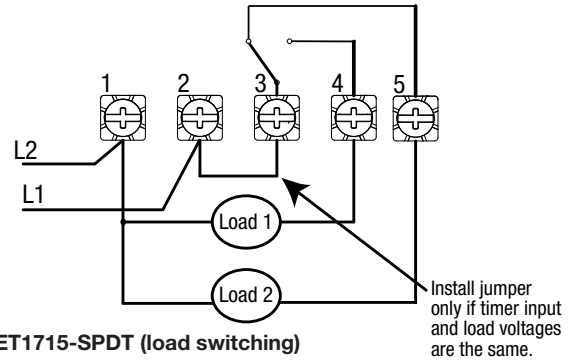 1 2 3 4 5
L2
L1
Load 1
Load 2
Install jumper
only if timer input
and load voltages
are the same.
ET1715-SPDT (load switching)